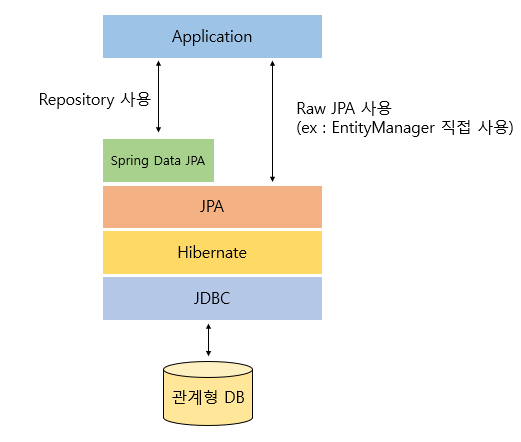 Application
Repository 사용
Raw JPA 사용
(ex : EntityManager 직접 사용)
Spring Data JPA
JPA
Hibernate
JDBC
관계형 DB